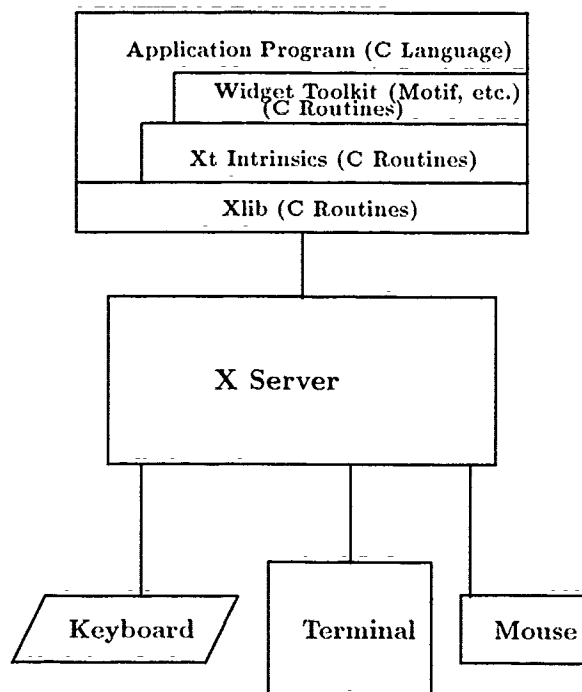 Application Program (C Language)
Widget Toolkit (Motif, etc.)
(C Routines)
Xt Intrinsics (C Routines)
Xlib (C Routines)
X Server
Keyboard
Terminal
Mouse